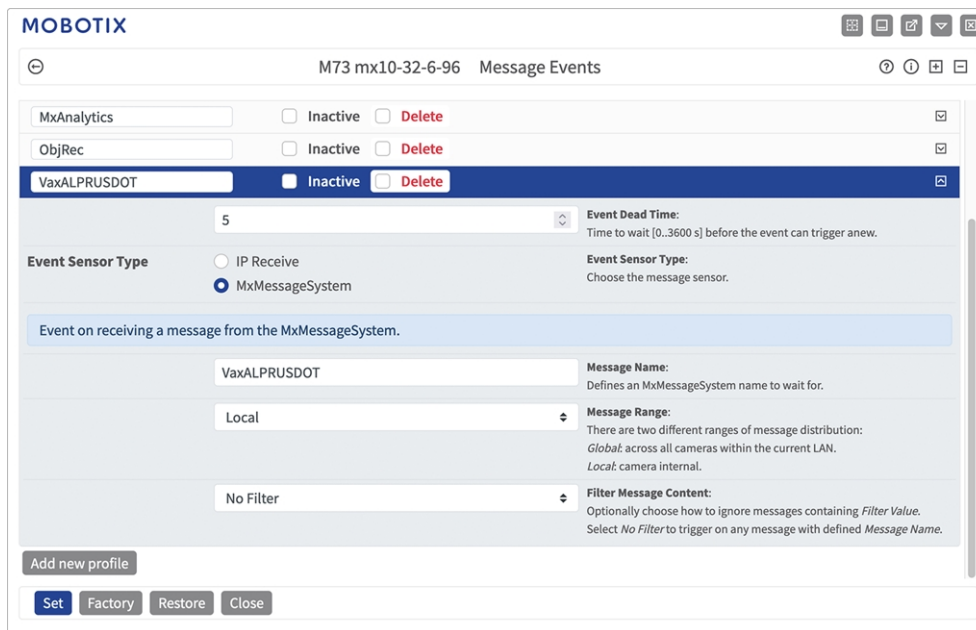 MOBOTIX
M73 mx10-32-6-96 Message Events
MxAnalytics Inactive Delete
ObjRec Inactive Delete
VaxALPRUSDOT Inactive Delete
5
Event Dead Time:
Time to wait [0..3600 s] before the event can trigger anew.
Event Sensor Type
IP Receive
MxMessageSystem
Event Sensor Type:
Choose the message sensor.
Event on receiving a message from the MxMessageSystem.
VaxALPRUSDOT
Message Name:
Defines an MxMessageSystem name to wait for.
Local
Message Range:
There are two different ranges of message distribution:
Global: across all cameras within the current LAN.
Local: camera internal.
No Filter
Filter Message Content:
Optionally choose how to ignore messages containing Filter Value.
Select No Filter to trigger on any message with defined Message Name.
Add new profile
Set Factory Restore Close